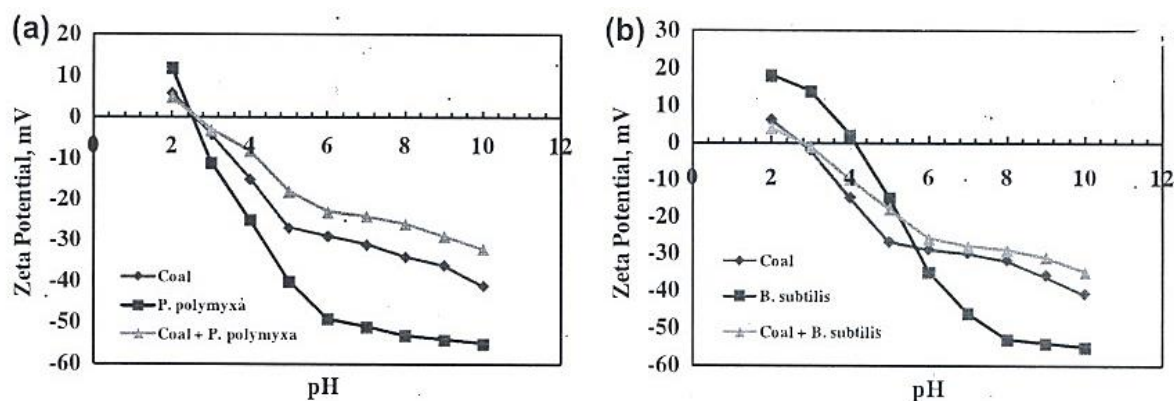 (a)
20
10
0
-10
-20
-30
-40
-50
-60
0 2 4 6 8 10 12
Zeta Potential, mV
pH
Coal
P. polymyxa
Coal + P. polymyxa
(b)
30
20
10
0
-10
-20
-30
-40
-50
-60
0 2 4 6 8 10 12
Zeta Potential, mV
pH
Coal
B. subtilis
Coal + B. subtilis